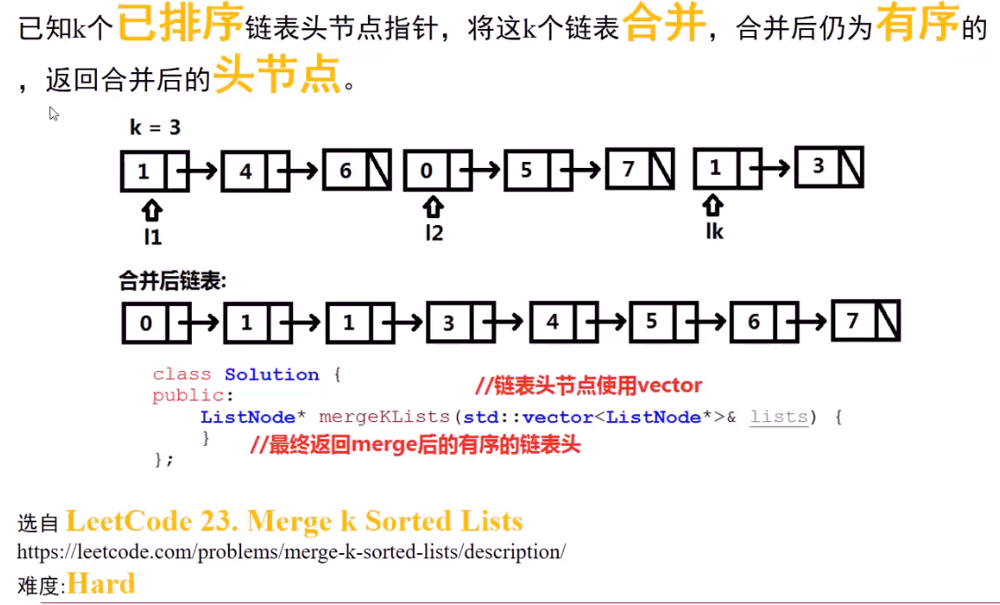 已知k个已排序链表头节点指针，将这k个链表合并，合并后仍为有序的
，返回合并后的头节点。
k = 3
1 4 6 0 5 7 1 3
l1 l2 lk
合并后链表:
0 1 1 3 4 5 6 7
class Solution {
public: //链表头节点使用vector
ListNode* mergeKLists(std::vector<ListNode*>& lists) {
} //最终返回merge后的有序的链表头
};
选自 LeetCode 23. Merge k Sorted Lists
https://leetcode.com/problems/merge-k-sorted-lists/description/
难度:Hard